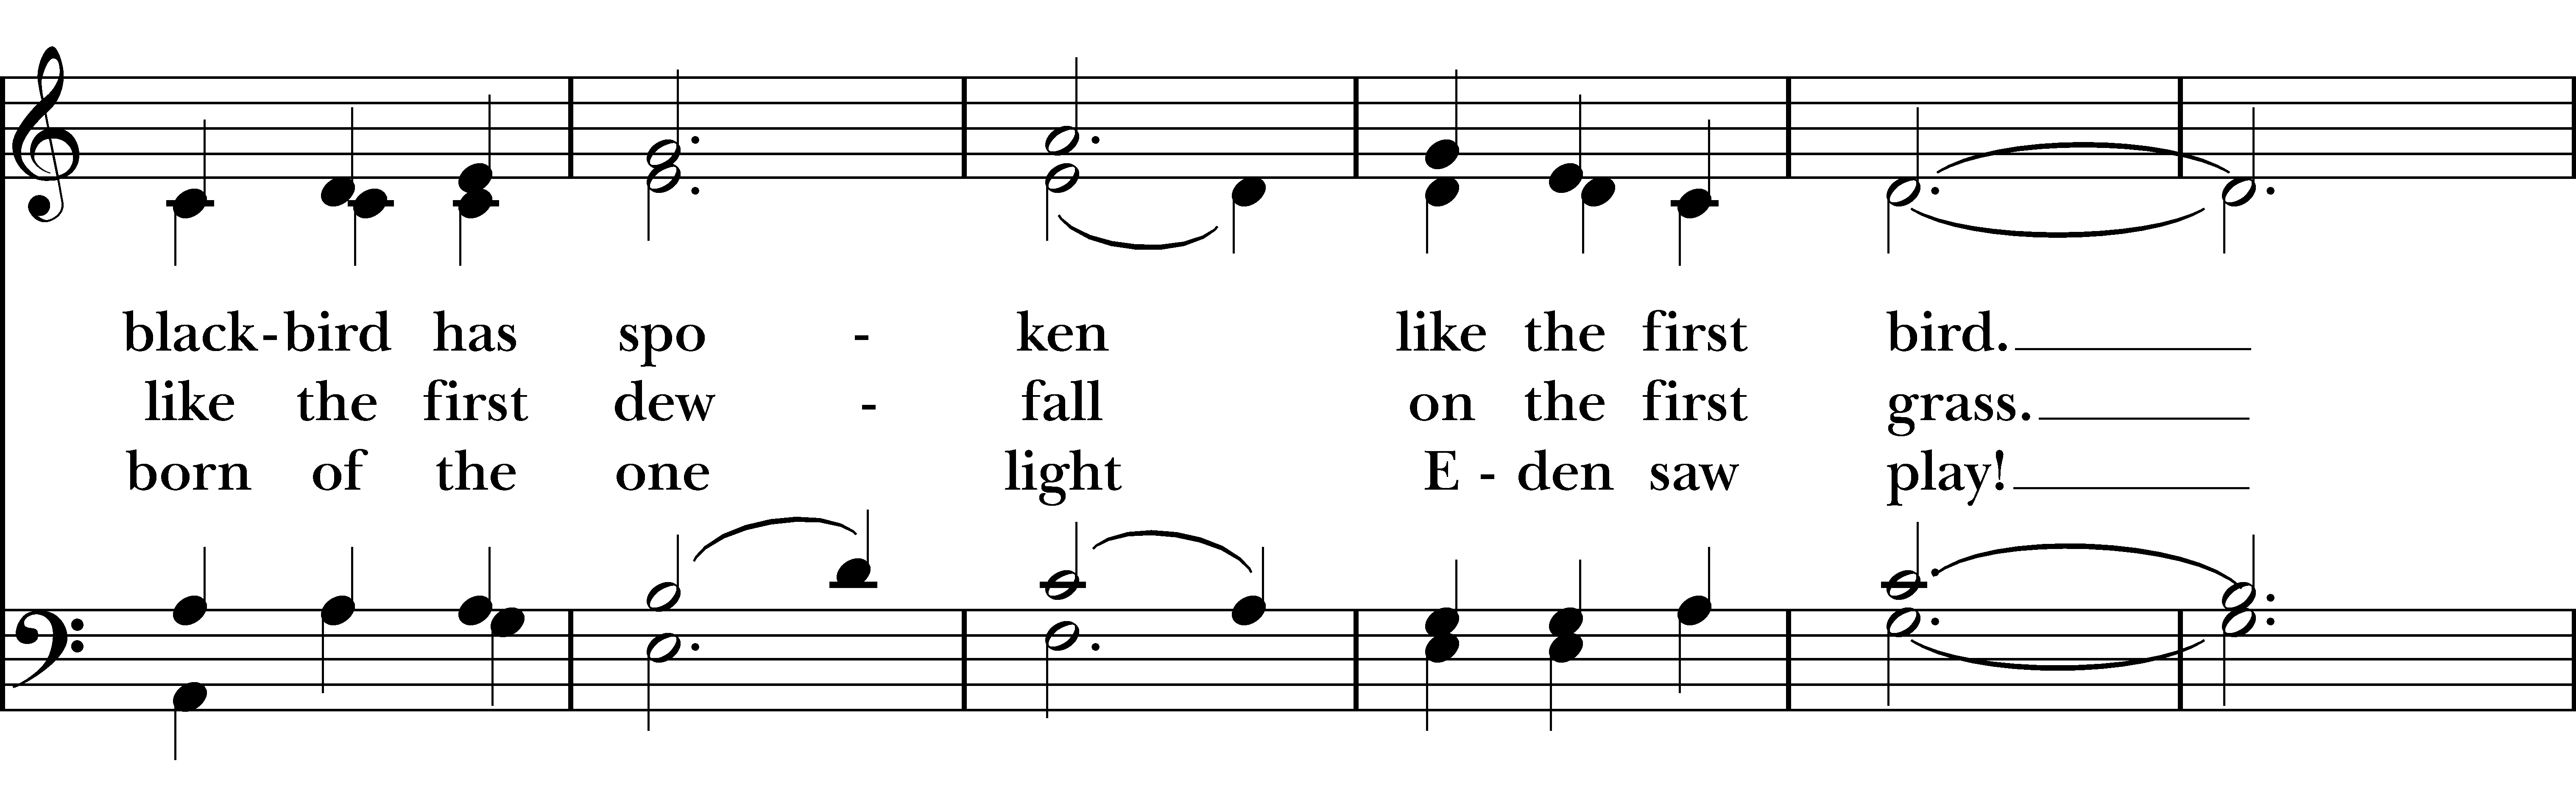 black-bird has spo - ken like the first bird.
like the first dew - fall on the first grass.
born of the one light E - den saw play!